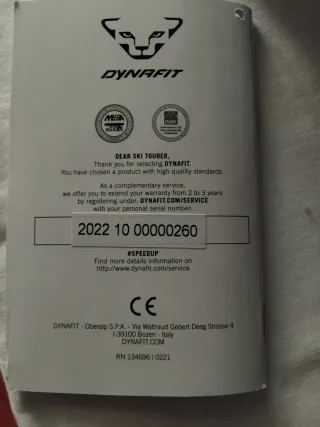 DYNAFIT
DEAR SKI TOURER,
Thank you for selecting DYNAFIT.
You have chosen a product with high quality standards.
As a complementary service,
we offer you to extend your warranty from 2 to 3 years
by registering under: DYNAFIT.COM/SERVICE
with your personal serial number:
2022 10 00000260
#SPEEDUP
Find more details information on
http://www.dynafit.com/service
CE
DYNAFIT - Oberalp S.P.A. - Via Waltraud Gebert Deeg Strasse 4
I-39100 Bozen - Italy
DYNAFIT.COM
RN 134696 | 0221